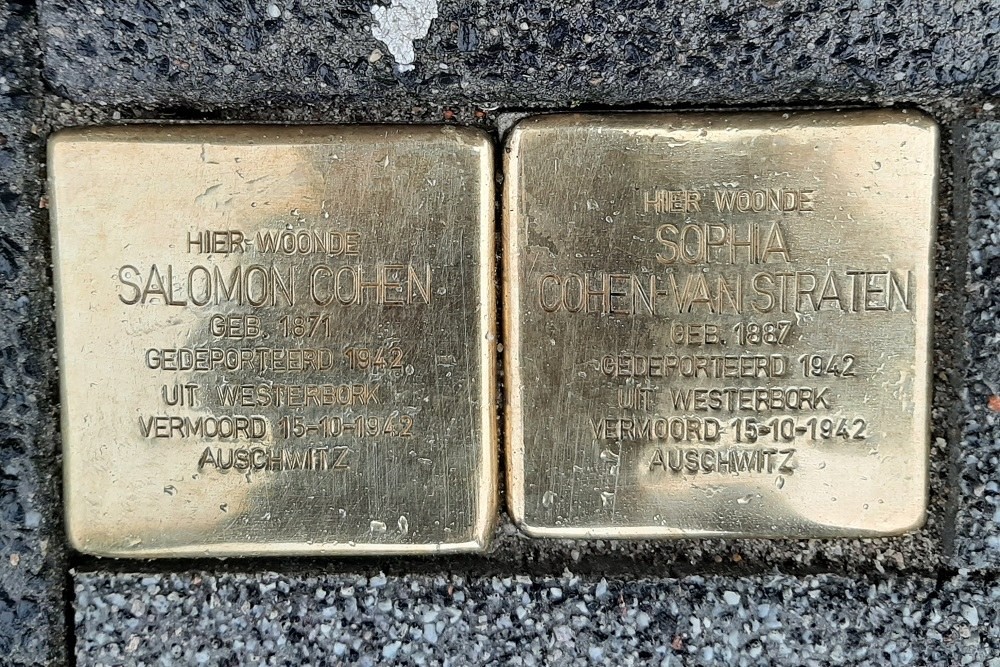 HIER WOONDE
SALOMON COHEN
GEB. 1871
GEDEPORTEERD 1942
UIT WESTERBORK
VERMOORD 15-10-1942
AUSCHWITZ
HIER WOONDE
SOPHIA
COHEN-VAN STRATEN
GEB. 1887
GEDEPORTEERD 1942
UIT WESTERBORK
VERMOORD 15-10-1942
AUSCHWITZ